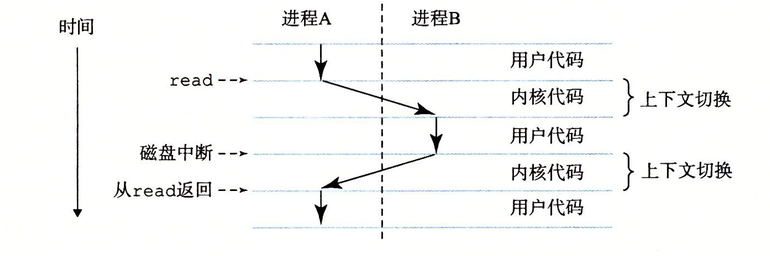 时间
进程A
进程B
用户代码
read
内核代码
上下文切换
用户代码
磁盘中断
内核代码
上下文切换
从read返回
用户代码